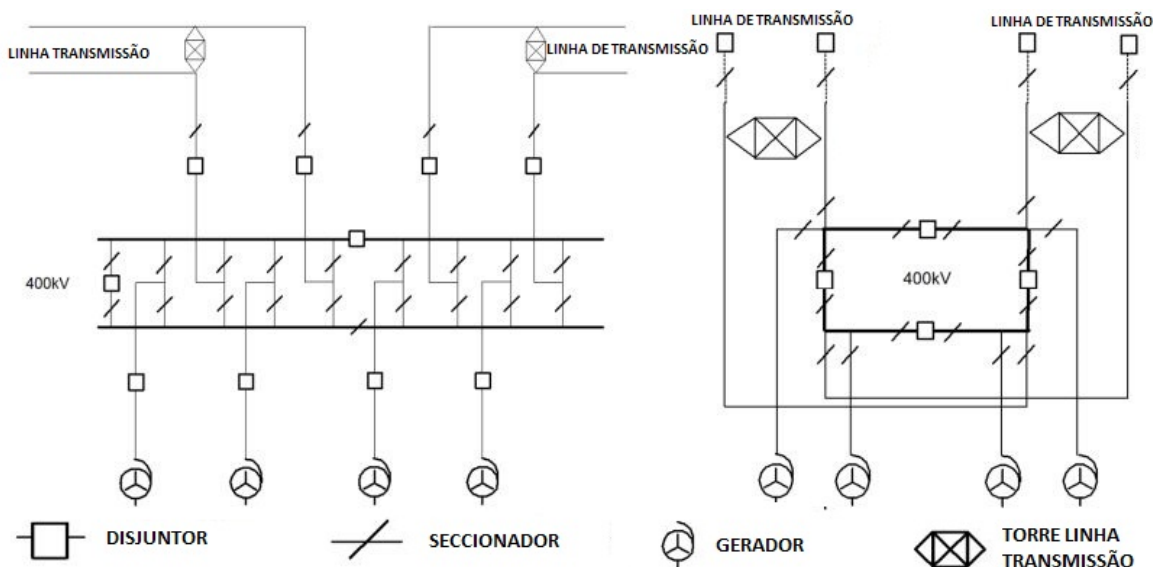 LINHA TRANSMISSÃO
LINHA DE TRANSMISSÃO
400kV
LINHA DE TRANSMISSÃO
LINHA DE TRANSMISSÃO
400kV
DISJUNTOR
SECCIONADOR
GERADOR
TORRE LINHA
TRANSMISSÃO